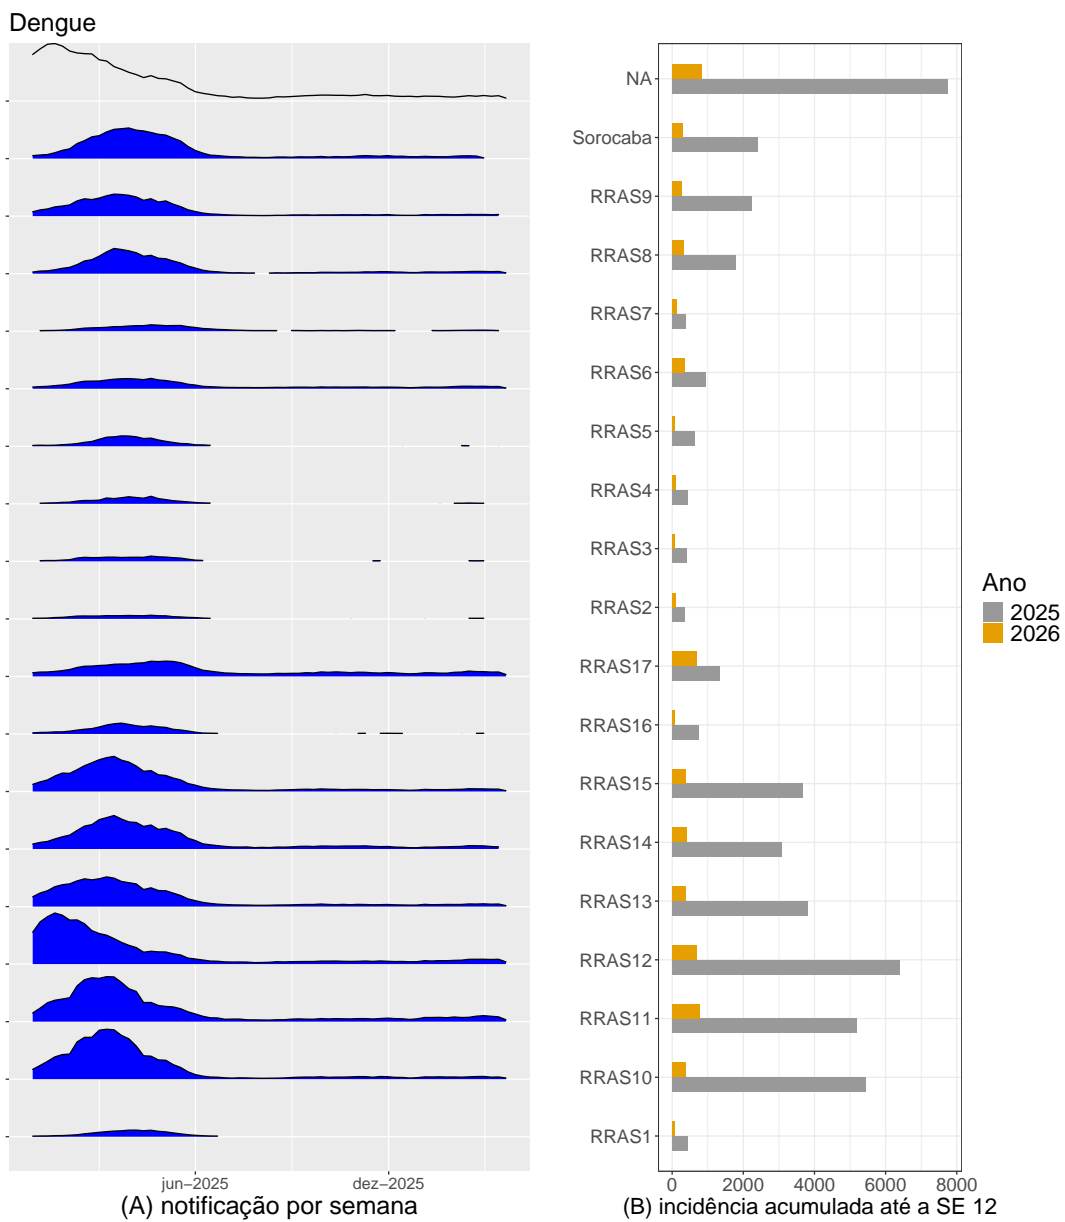 Dengue
NA
Sorocaba
RRAS9
RRAS8
RRAS7
RRAS6
RRAS5
RRAS4
RRAS3
RRAS2
RRAS17
RRAS16
RRAS15
RRAS14
RRAS13
RRAS12
RRAS11
RRAS10
RRAS1
Ano
2025
2026
jun–2025 dez–2025
0 2000 4000 6000 8000
(A) notificação por semana
(B) incidência acumulada até a SE 12